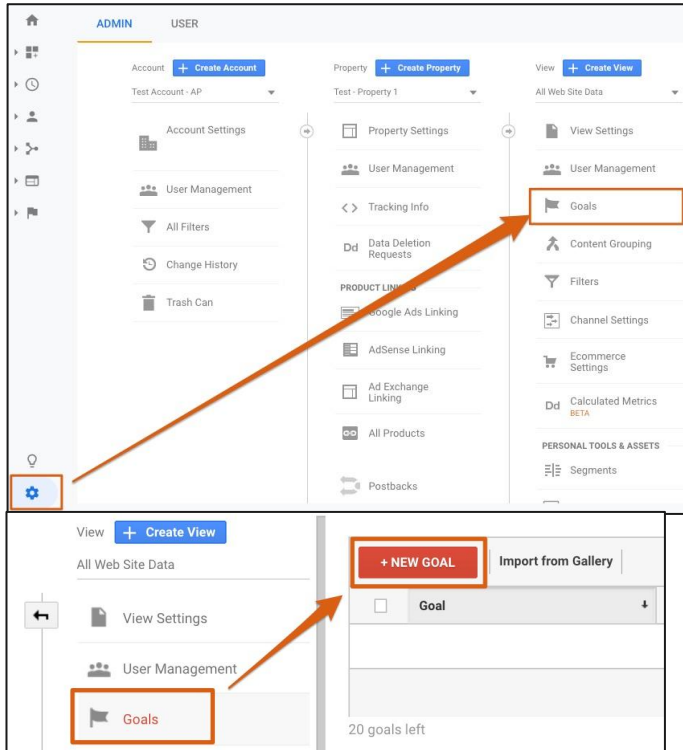 ADMIN USER
Account + Create Account
Test Account - AP
Account Settings
User Management
All Filters
Change History
Trash Can
Property + Create Property
Test - Property 1
Property Settings
User Management
<> Tracking Info
Dd Data Deletion
Requests
PRODUCT LINKING
Google Ads Linking
AdSense Linking
Ad Exchange
Linking
All Products
Postbacks
View + Create View
All Web Site Data
View Settings
User Management
Goals
Content Grouping
Filters
Channel Settings
Ecommerce
Settings
Dd Calculated Metrics
BETA
PERSONAL TOOLS & ASSETS
Segments
View + Create View
All Web Site Data
View Settings
User Management
Goals
+ NEW GOAL Import from Gallery
Goal
20 goals left